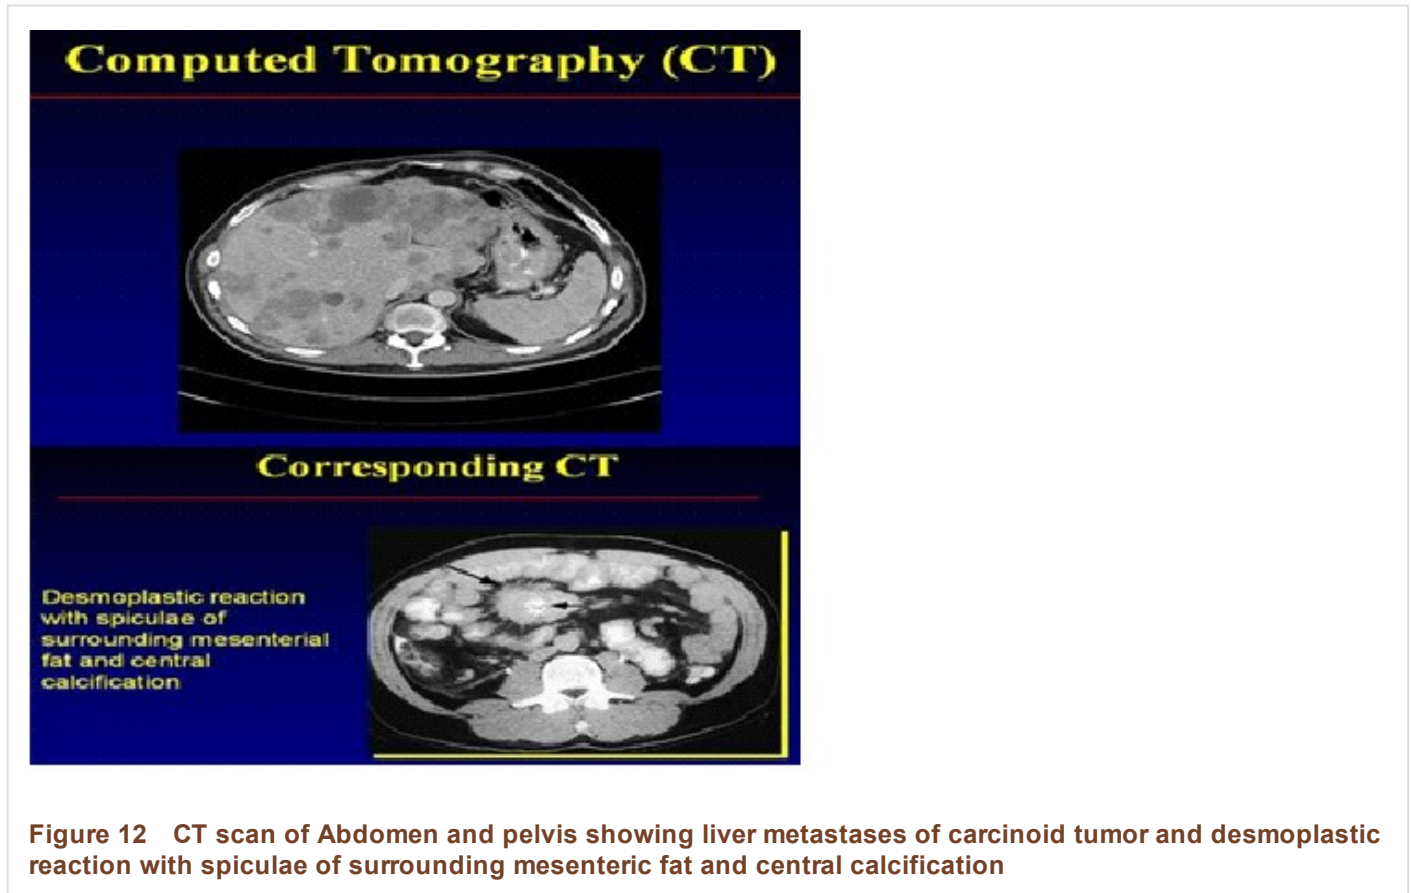 Computed Tomography (CT)
Corresponding CT
Desmoplastic reaction
with spiculae of
surrounding mesenterial
fat and central
calcification
Figure 12 CT scan of Abdomen and pelvis showing liver metastases of carcinoid tumor and desmoplastic
reaction with spiculae of surrounding mesenteric fat and central calcification